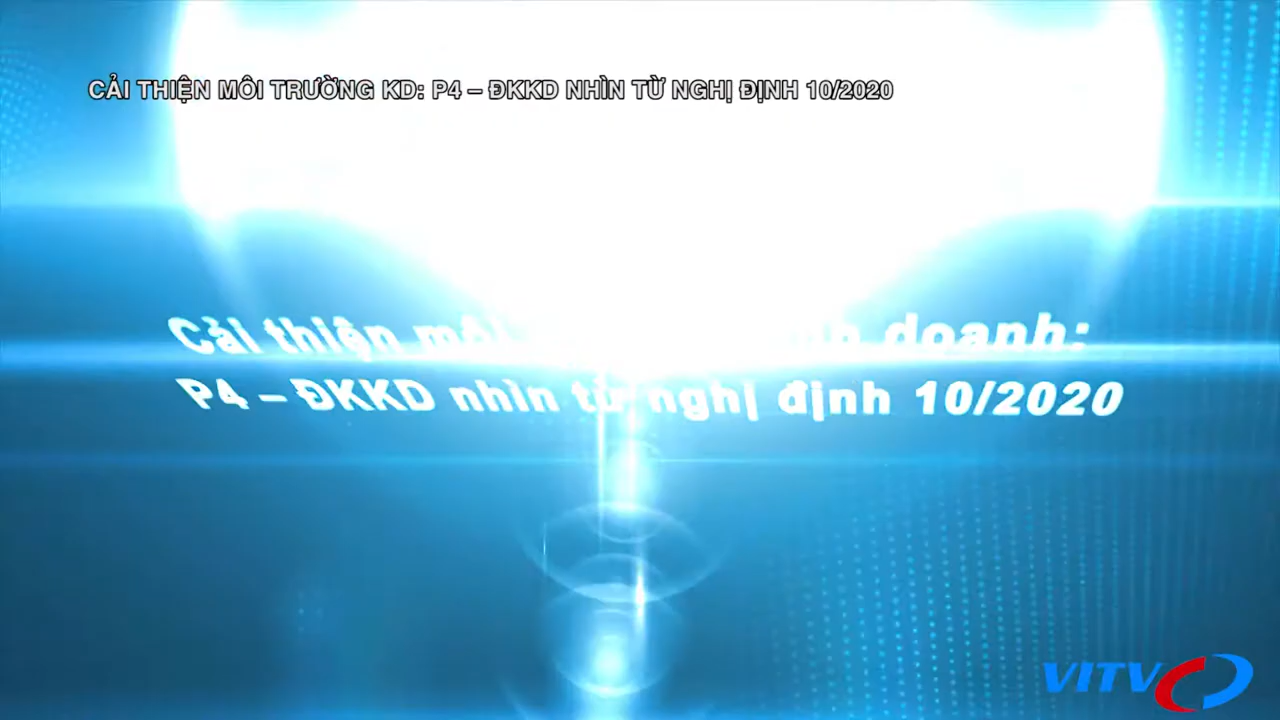 CẢI THIỆN MÔI TRƯỜNG KD: P4 – ĐKKD NHÌN TỪ NGHỊ ĐỊNH 10/2020
Cải thiện môi doanh:
P4 – ĐKKD nhìn từ nghị định 10/2020
VITV